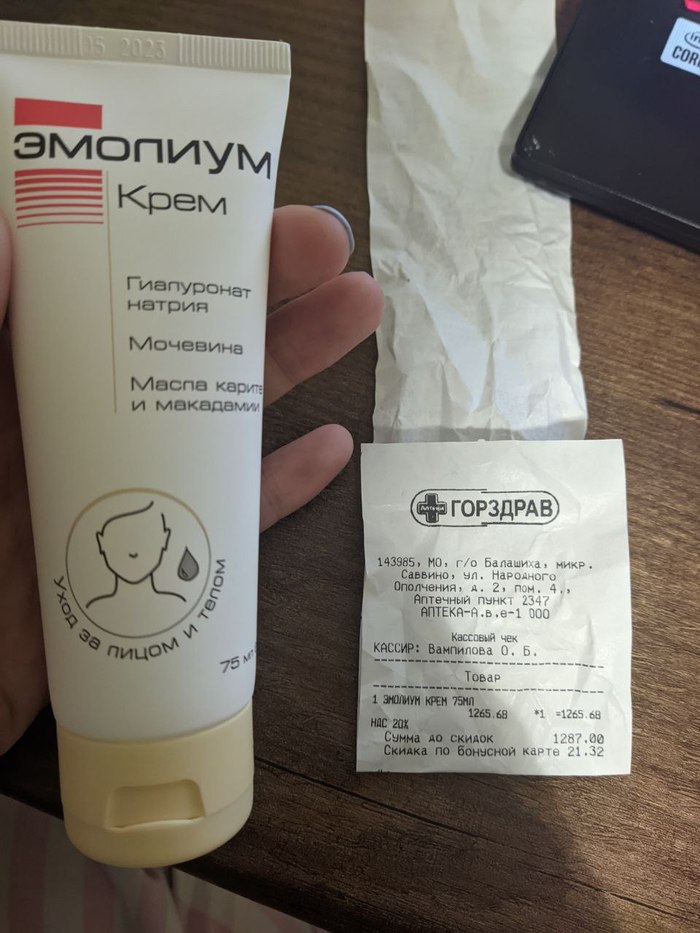 05 2023
эмолиум
Крем
Гиалуронат
натрия
Мочевина
Масла карите
и макадамии
Уход за лицом и телом
75 мл
АПТЕКА ГОРЗДРАВ
143985, МО, г/о Балашиха, микр.
Саввино, ул. Народного
Ополчения, д. 2, пом. 4.,
Аптечный пункт 2347
АПТЕКА-А.в.е-1 ООО
Кассовый чек
КАССИР: Вампилова О. Б.
Товар
1 ЭМОЛИУМ КРЕМ 75МЛ
1265.68 *1 =1265.68
НДС 20%
Сумма до скидок 1287.00
Скидка по бонусной карте 21.32